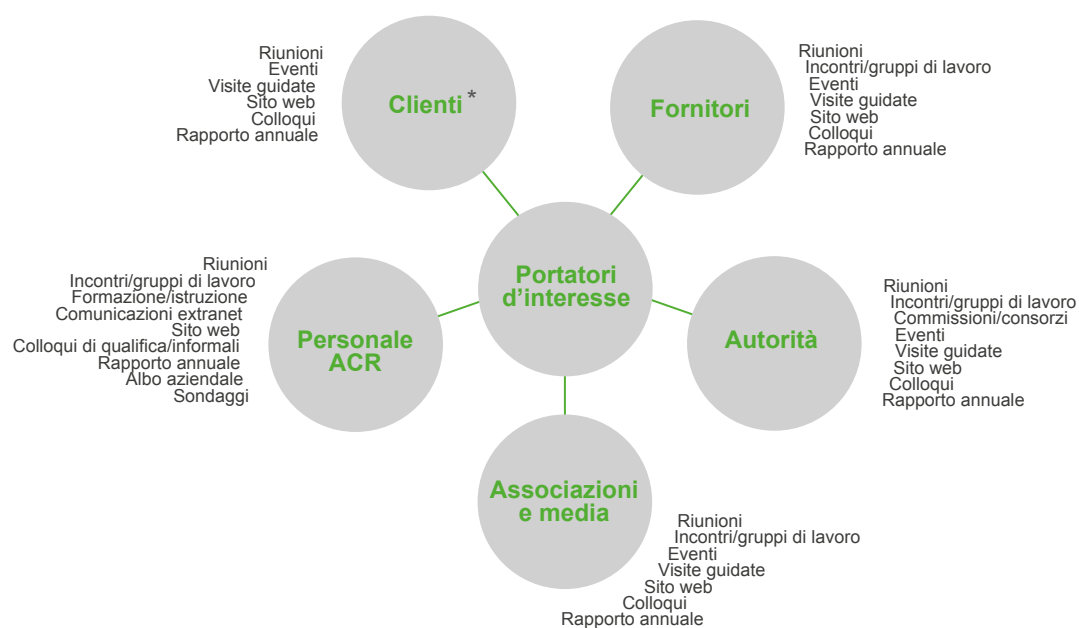 Riunioni
Eventi
Visite guidate
Sito web
Colloqui
Rapporto annuale
Clienti *
Fornitori
Riunioni
Incontri/gruppi di lavoro
Eventi
Visite guidate
Sito web
Colloqui
Rapporto annuale
Portatori
d’interesse
Riunioni
Incontri/gruppi di lavoro
Formazione/istruzione
Comunicazioni extranet
Sito web
Colloqui di qualifica/informali
Rapporto annuale
Albo aziendale
Sondaggi
Personale
ACR
Autorità
Riunioni
Incontri/gruppi di lavoro
Commissioni/consorzi
Eventi
Visite guidate
Sito web
Colloqui
Rapporto annuale
Associazioni
e media
Riunioni
Incontri/gruppi di lavoro
Eventi
Visite guidate
Sito web
Colloqui
Rapporto annuale